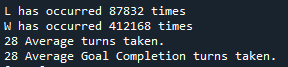 L has occurred 87832 times
W has occurred 412168 times
28 Average turns taken.
28 Average Goal Completion turns taken.